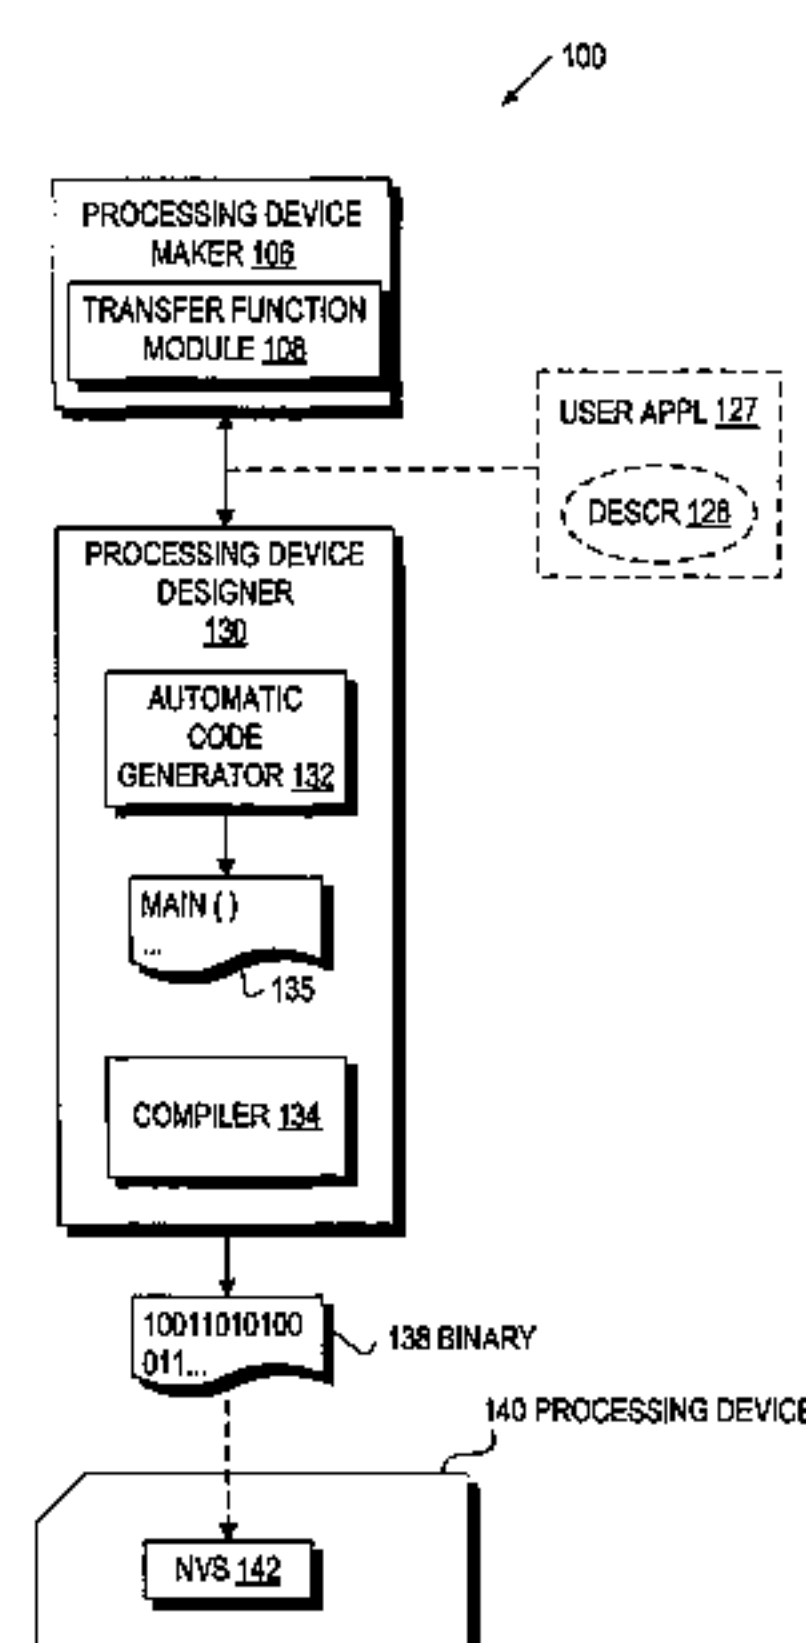 100
PROCESSING DEVICE
MAKER 106
TRANSFER FUNCTION
MODULE 108
USER APPL 127
DESCR 128
PROCESSING DEVICE
DESIGNER
130
AUTOMATIC
CODE
GENERATOR 132
MAIN ( )
...
135
COMPILER 134
10011010100
011...
138 BINARY
140 PROCESSING DEVICE
NVS 142